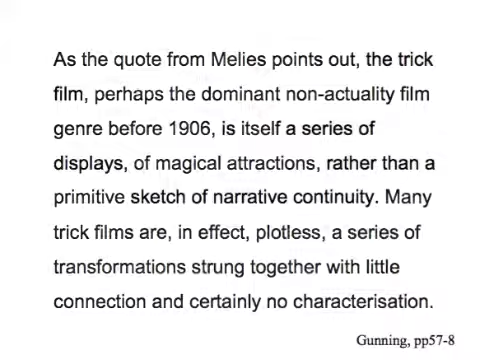 As the quote from Melies points out, the trick
film, perhaps the dominant non-actuality film
genre before 1906, is itself a series of
displays, of magical attractions, rather than a
primitive sketch of narrative continuity. Many
trick films are, in effect, plotless, a series of
transformations strung together with little
connection and certainly no characterisation.
Gunning, pp57-8